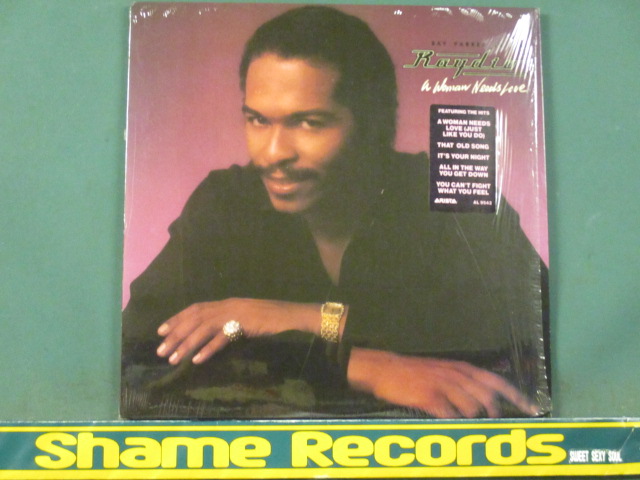 RAY PARKER
Raydio
A Woman Needs Love
FEATURING THE HITS
A WOMAN NEEDS
LOVE (JUST
LIKE YOU DO)
THAT OLD SONG
IT'S YOUR NIGHT
ALL IN THE WAY
YOU GET DOWN
YOU CAN'T FIGHT
WHAT YOU FEEL
ARISTA AL 9543
Shame Records SWEET SEXY SOUL